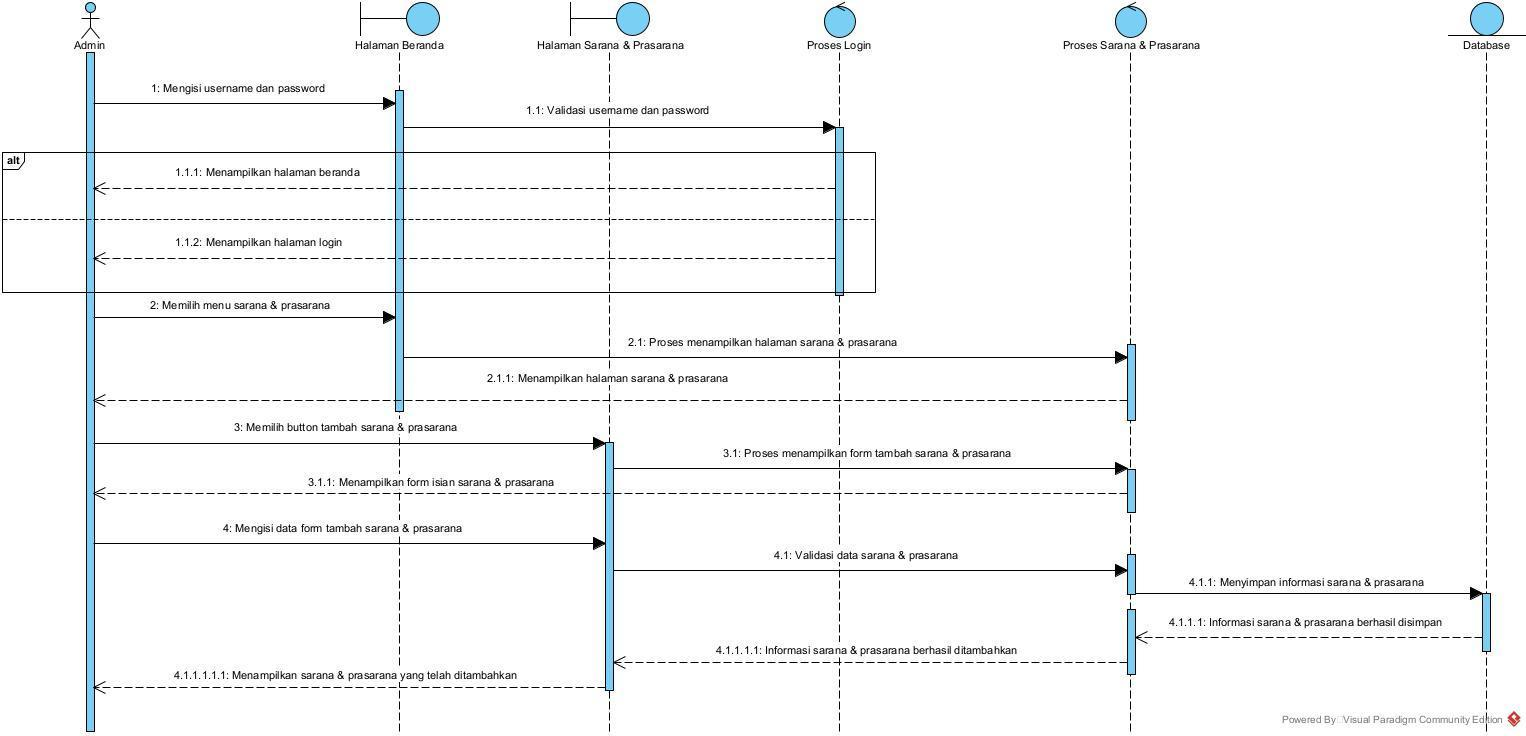 Admin
Halaman Beranda
Halaman Sarana & Prasarana
Proses Login
Proses Sarana & Prasarana
Database
1: Mengisi username dan password
1.1: Validasi username dan password
alt
1.1.1: Menampilkan halaman beranda
1.1.2: Menampilkan halaman login
2: Memilih menu sarana & prasarana
2.1: Proses menampilkan halaman sarana & prasarana
2.1.1: Menampilkan halaman sarana & prasarana
3: Memilih button tambah sarana & prasarana
3.1: Proses menampilkan form tambah sarana & prasarana
3.1.1: Menampilkan form isian sarana & prasarana
4: Mengisi data form tambah sarana & prasarana
4.1: Validasi data sarana & prasarana
4.1.1: Menyimpan informasi sarana & prasarana
4.1.1.1: Informasi sarana & prasarana berhasil disimpan
4.1.1.1.1: Informasi sarana & prasarana berhasil ditambahkan
4.1.1.1.1.1: Menampilkan sarana & prasarana yang telah ditambahkan
Powered By Visual Paradigm Community Edition